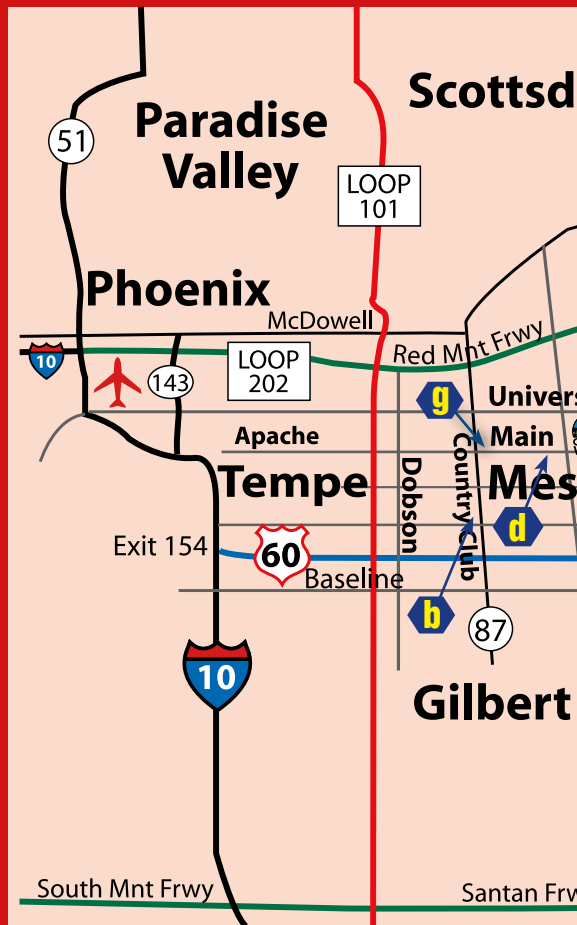 Scottsd
51
Paradise
Valley
LOOP
101
Phoenix
McDowell
Red Mnt Frwy
10
143
LOOP
202
g
Univers
Apache
Main
Country Club
Dobson
Tempe
Mes
d
Exit 154
60
Baseline
b
87
10
Gilbert
South Mnt Frwy
Santan Frw